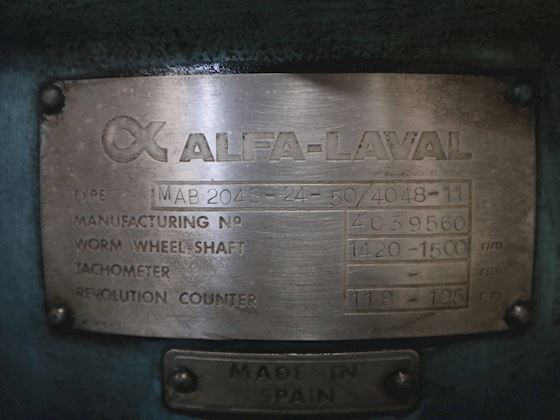 ALFA-LAVAL
TYPE MAB 204S-24-50/4048-11
MANUFACTURING Nº 4039560
WORM WHEEL SHAFT 1420-1500 r/m
TACHOMETER - r/m
REVOLUTION COUNTER 118-125 r/m
MADE IN
SPAIN